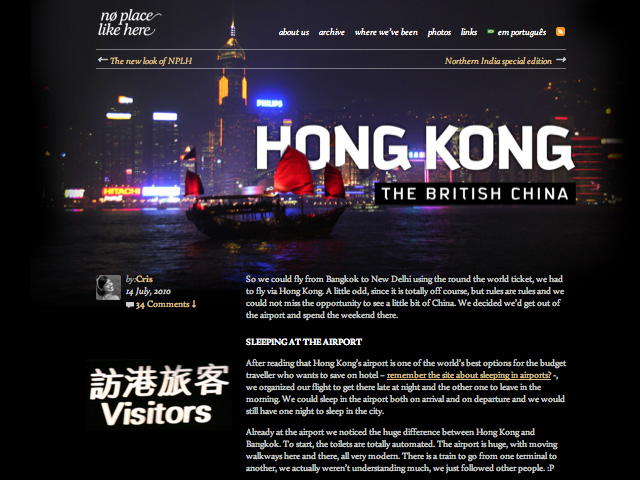 nø place
like here
about us archive where we've been photos links em português
← The new look of NPLH
Northern India special edition →
PHILIPS
HONG KONG
HITACHI
THE BRITISH CHINA
by:Cris
14 July, 2010
34 Comments ↓
So we could fly from Bangkok to New Delhi using the round the world ticket, we had
to fly via Hong Kong. A little odd, since it is totally off course, but rules are rules and we
could not miss the opportunity to see a little bit of China. We decided we'd get out of
the airport and spend the weekend there.
SLEEPING AT THE AIRPORT
After reading that Hong Kong's airport is one of the world's best options for the budget
traveller who wants to save on hotel – remember the site about sleeping in airports? -,
we organized our flight to get there late at night and the other one to leave in the
morning. We could sleep in the airport both on arrival and on departure and we would
still have one night to sleep in the city.
訪港旅客
Visitors
Already at the airport we noticed the huge difference between Hong Kong and
Bangkok. To start, the toilets are totally automated. The airport is huge, with moving
walkways here and there, all very modern. There is a train to go from one terminal to
another, we actually weren't understanding much, we just followed other people. :P